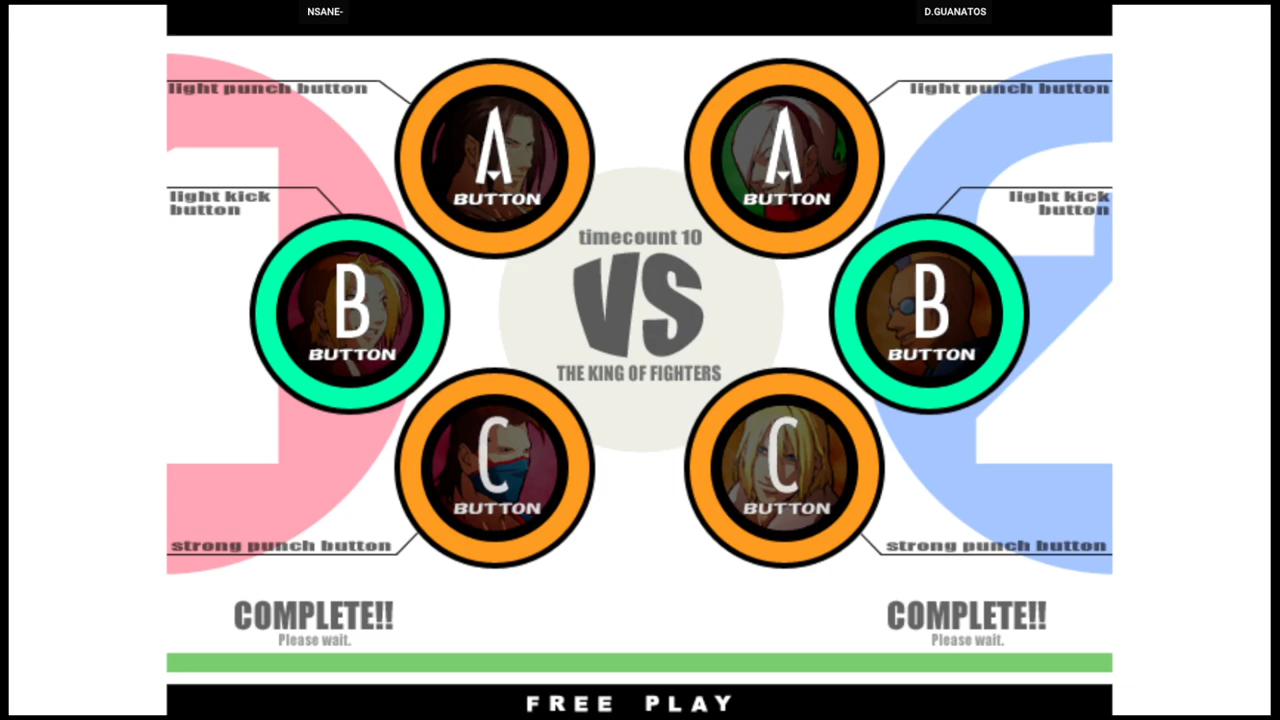 NSANE-
D.GUANATOS
light punch button
light punch button
A
BUTTON
A
BUTTON
light kick
button
light kick
button
1
2
timecount 10
VS
THE KING OF FIGHTERS
B
BUTTON
B
BUTTON
C
BUTTON
C
BUTTON
strong punch button
strong punch button
COMPLETE!!
Please wait.
COMPLETE!!
Please wait.
FREE PLAY